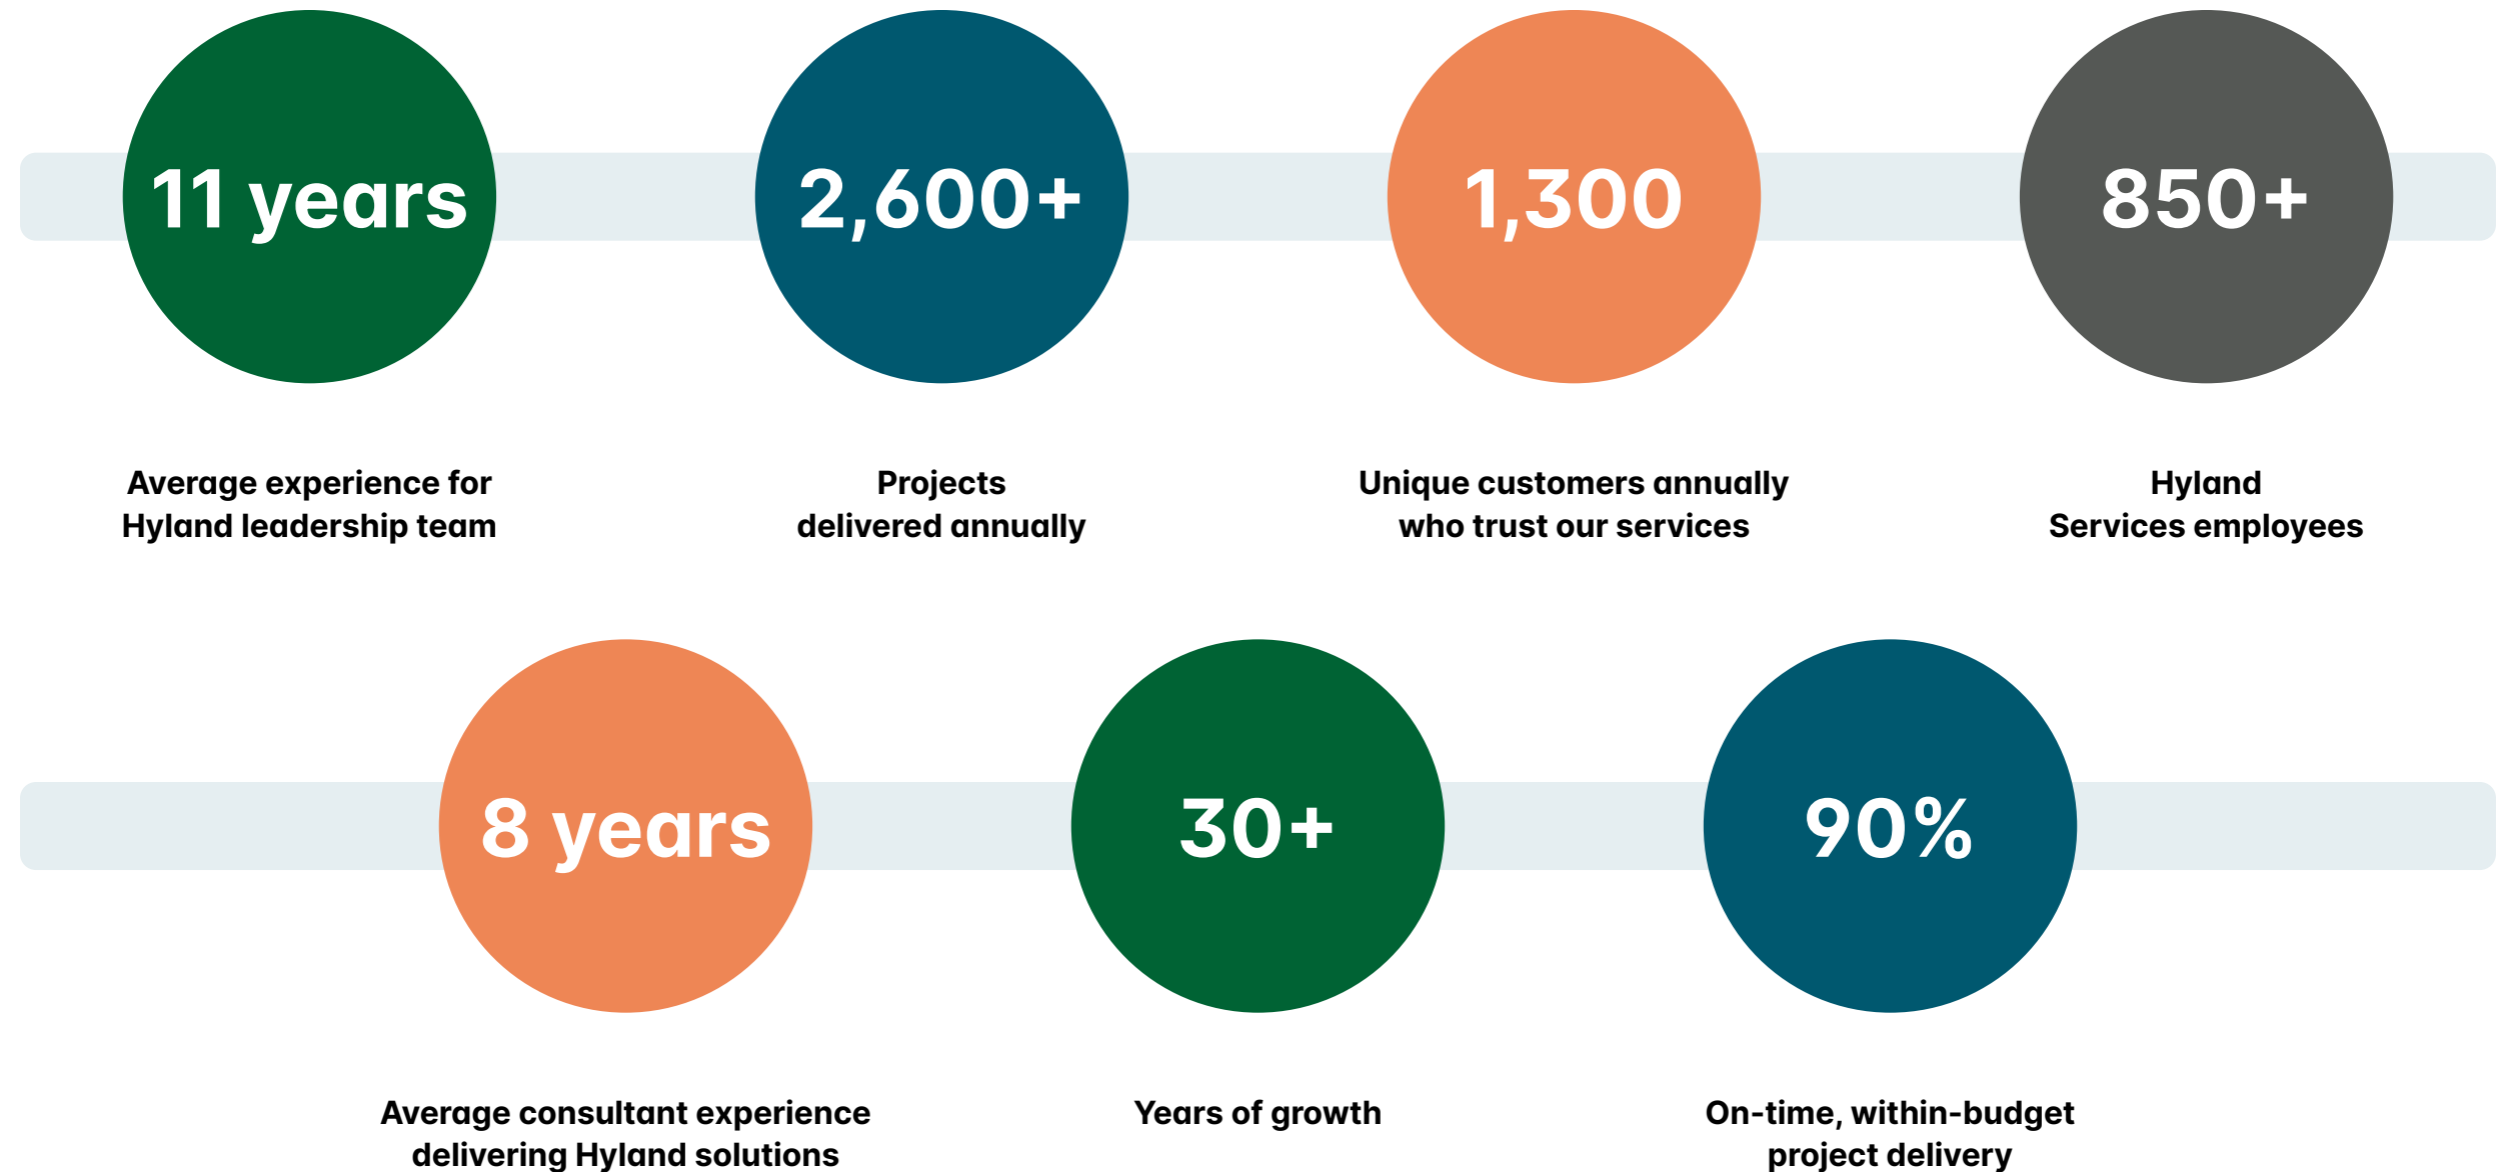 11 years
2,600+
1,300
850+
Average experience for
Hyland leadership team
Projects
delivered annually
Unique customers annually
who trust our services
Hyland
Services employees
8 years
30+
90%
Average consultant experience
delivering Hyland solutions
Years of growth
On-time, within-budget
project delivery